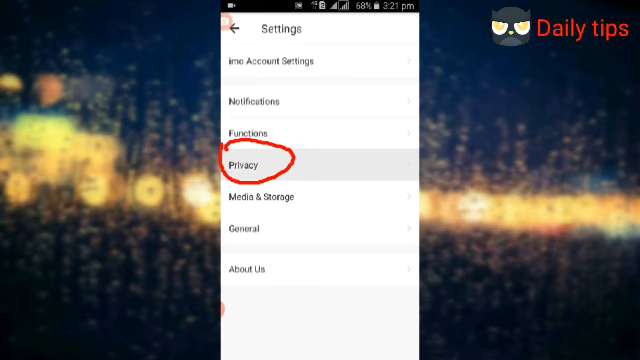 68% 3:21 pm
Daily tips
Settings
imo Account Settings
Notifications
Functions
Privacy
Media & Storage
General
About Us